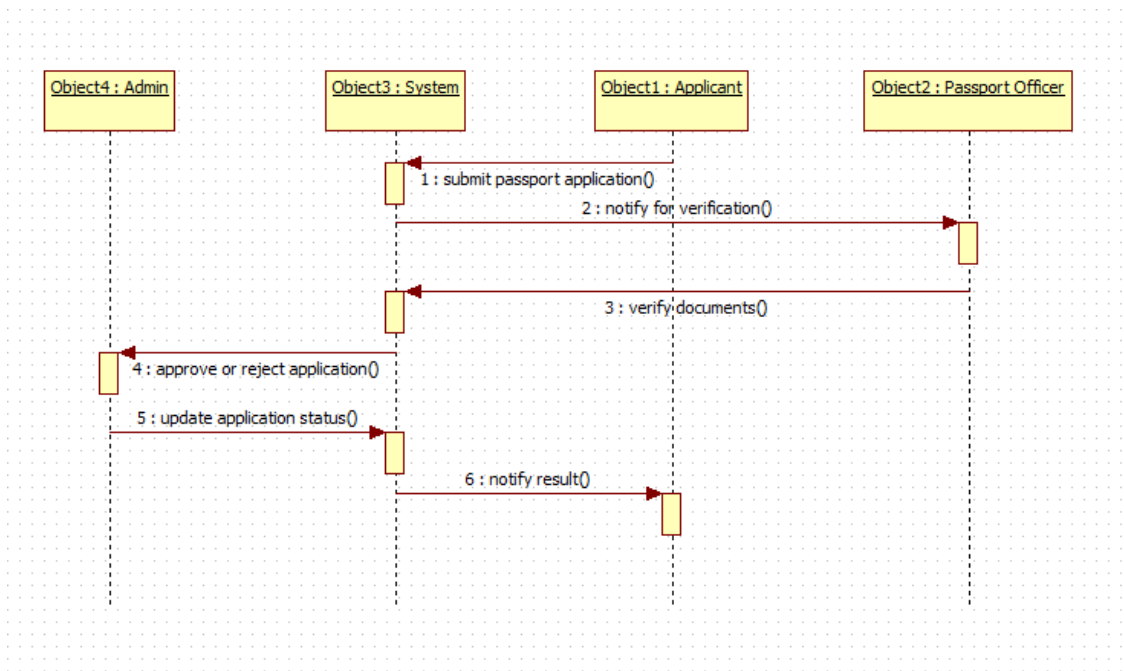 Object4 : Admin
Object3 : System
Object1 : Applicant
Object2 : Passport Officer
1 : submit passport application()
2 : notify for verification()
3 : verify documents()
4 : approve or reject application()
5 : update application status()
6 : notify result()